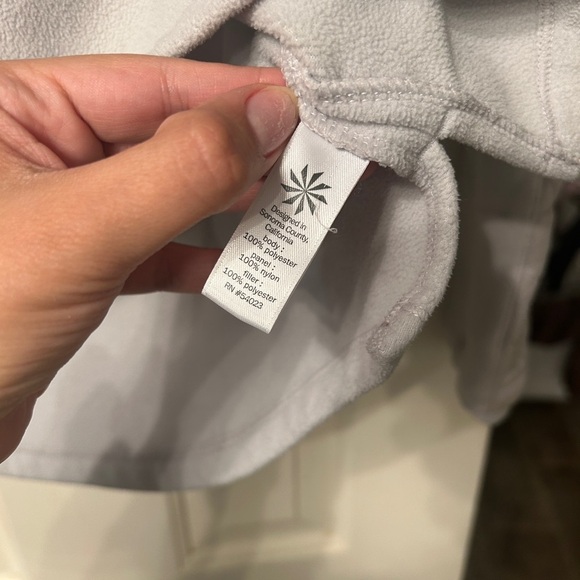 Designed in
Sonoma County,
California
body :
100% polyester
panel :
100% nylon
filler :
100% polyester
RN #54023